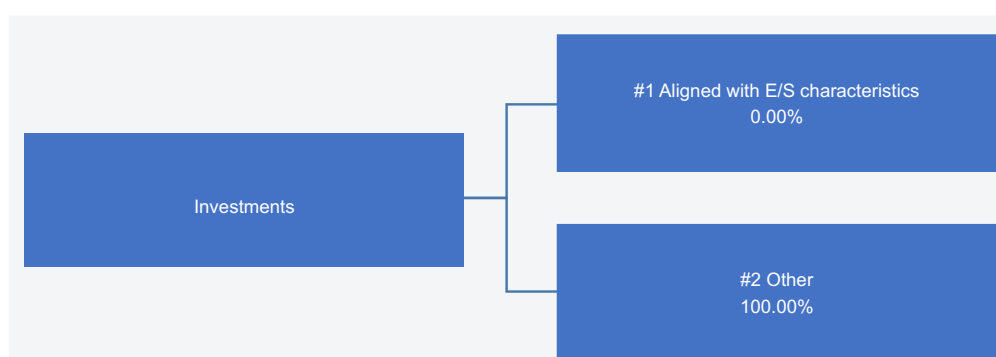 Investments
#1 Aligned with E/S characteristics
0.00%
#2 Other
100.00%